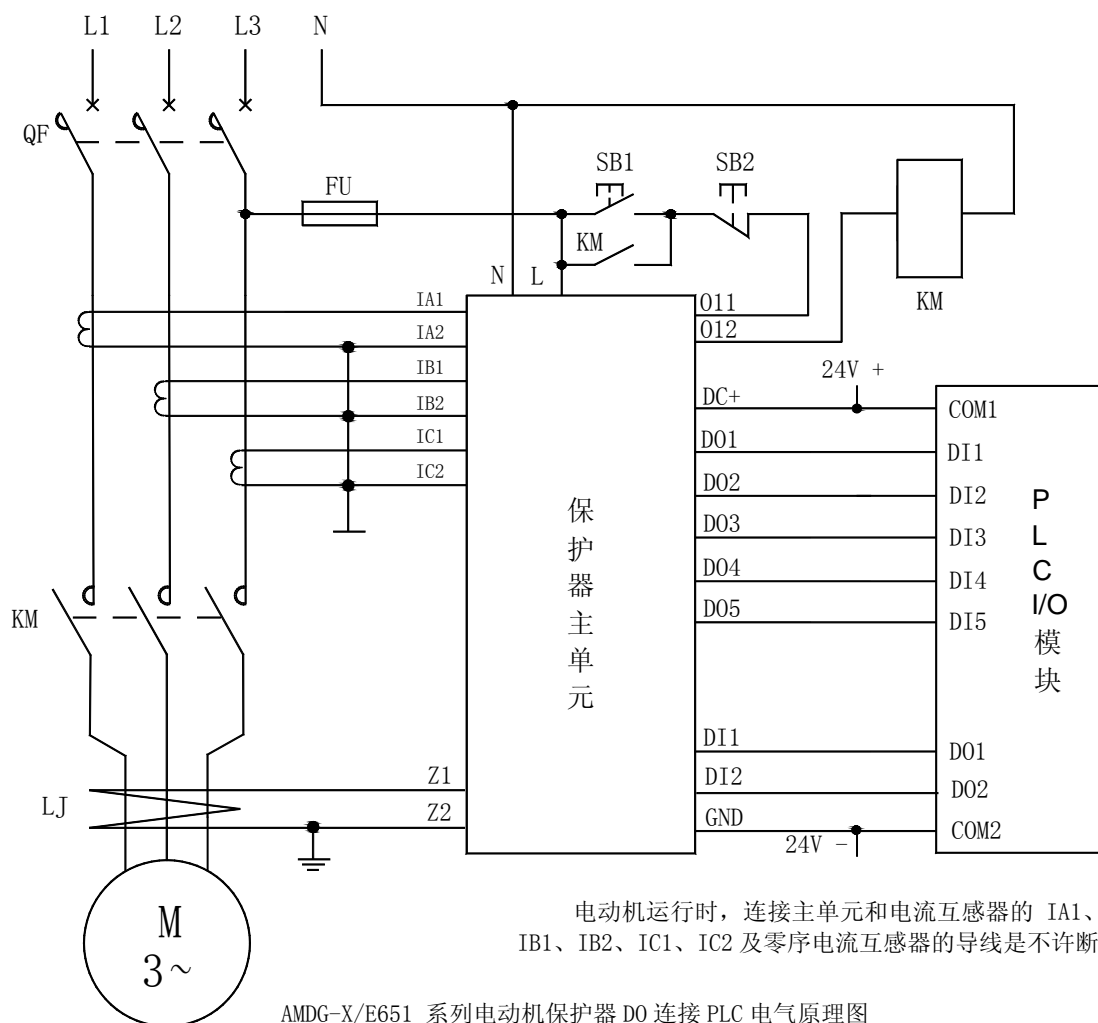 L1 L2 L3 N
QF
FU
SB1 SB2
KM
KM
N L
IA1
IA2
IB1
IB2
IC1
IC2
O11
O12
24V +
DC+
DO1
DO2
DO3
DO4
DO5
DI1
DI2
GND
24V -
COM1
DI1
DI2
DI3
DI4
DI5
DO1
DO2
COM2
保护器主单元
PLC I/O 模块
KM
LJ
Z1
Z2
M
3~
电动机运行时，连接主单元和电流互感器的 IA1、
IB1、IB2、IC1、IC2 及零序电流互感器的导线是不许断
AMDG-X/E651 系列电动机保护器 DO 连接 PLC 电气原理图